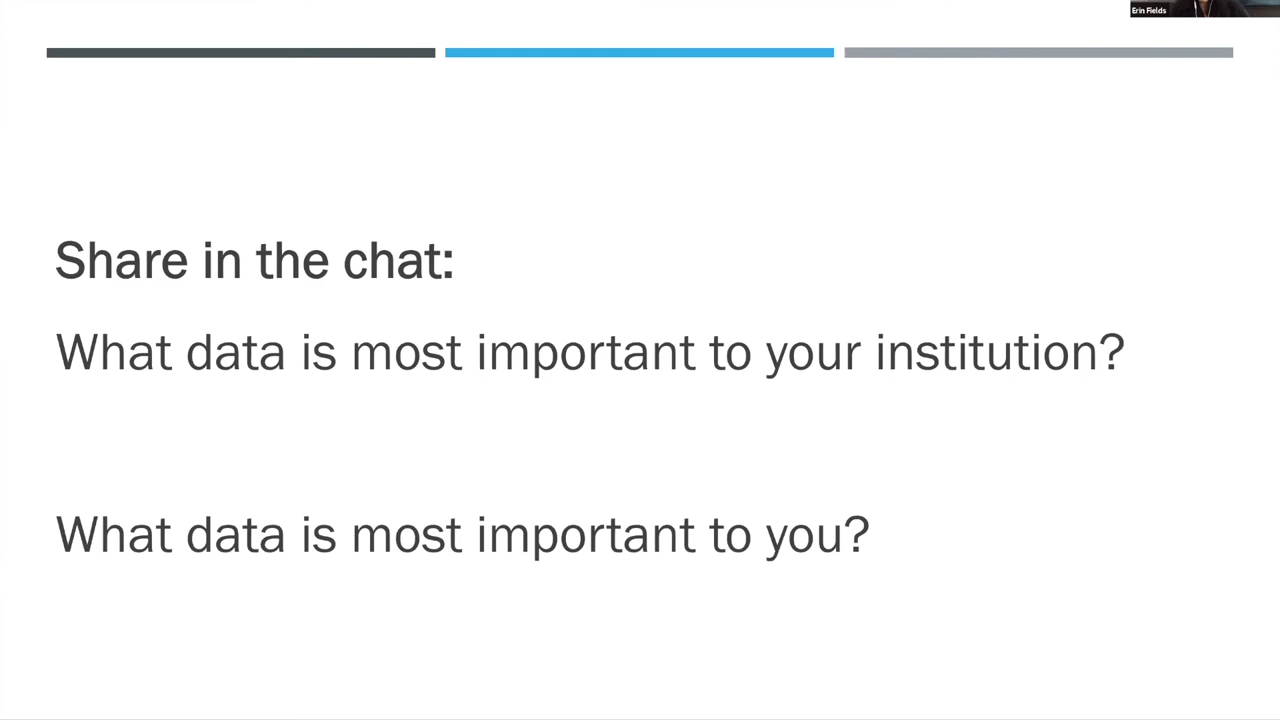 Erin Fields
Share in the chat:
What data is most important to your institution?
What data is most important to you?